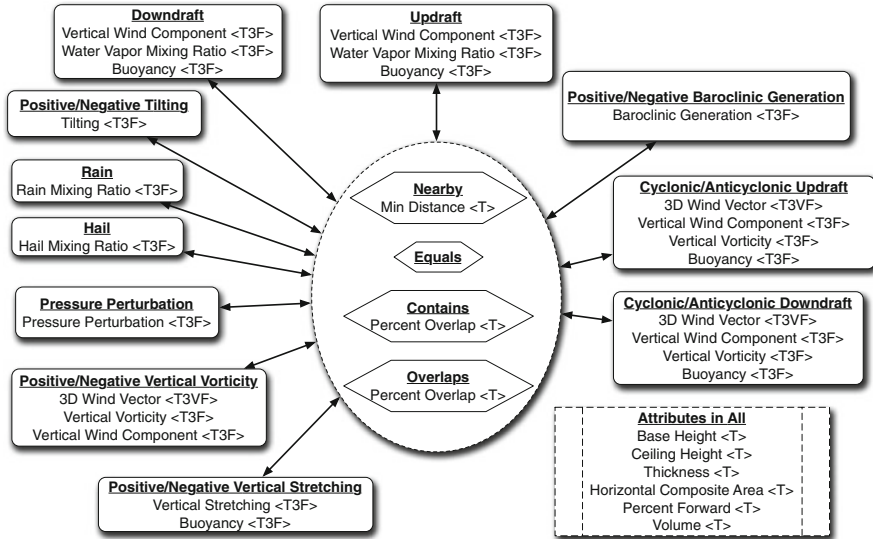 Downdraft
Vertical Wind Component <T3F>
Water Vapor Mixing Ratio <T3F>
Buoyancy <T3F>
Updraft
Vertical Wind Component <T3F>
Water Vapor Mixing Ratio <T3F>
Buoyancy <T3F>
Positive/Negative Tilting
Tilting <T3F>
Positive/Negative Baroclinic Generation
Baroclinic Generation <T3F>
Rain
Rain Mixing Ratio <T3F>
Hail
Hail Mixing Ratio <T3F>
Pressure Perturbation
Pressure Perturbation <T3F>
Positive/Negative Vertical Vorticity
3D Wind Vector <T3VF>
Vertical Vorticity <T3F>
Vertical Wind Component <T3F>
Positive/Negative Vertical Stretching
Vertical Stretching <T3F>
Buoyancy <T3F>
Nearby
Min Distance <T>
Equals
Contains
Percent Overlap <T>
Overlaps
Percent Overlap <T>
Cyclonic/Anticyclonic Updraft
3D Wind Vector <T3VF>
Vertical Wind Component <T3F>
Vertical Vorticity <T3F>
Buoyancy <T3F>
Cyclonic/Anticyclonic Downdraft
3D Wind Vector <T3VF>
Vertical Wind Component <T3F>
Vertical Vorticity <T3F>
Buoyancy <T3F>
Attributes in All
Base Height <T>
Ceiling Height <T>
Thickness <T>
Horizontal Composite Area <T>
Percent Forward <T>
Volume <T>